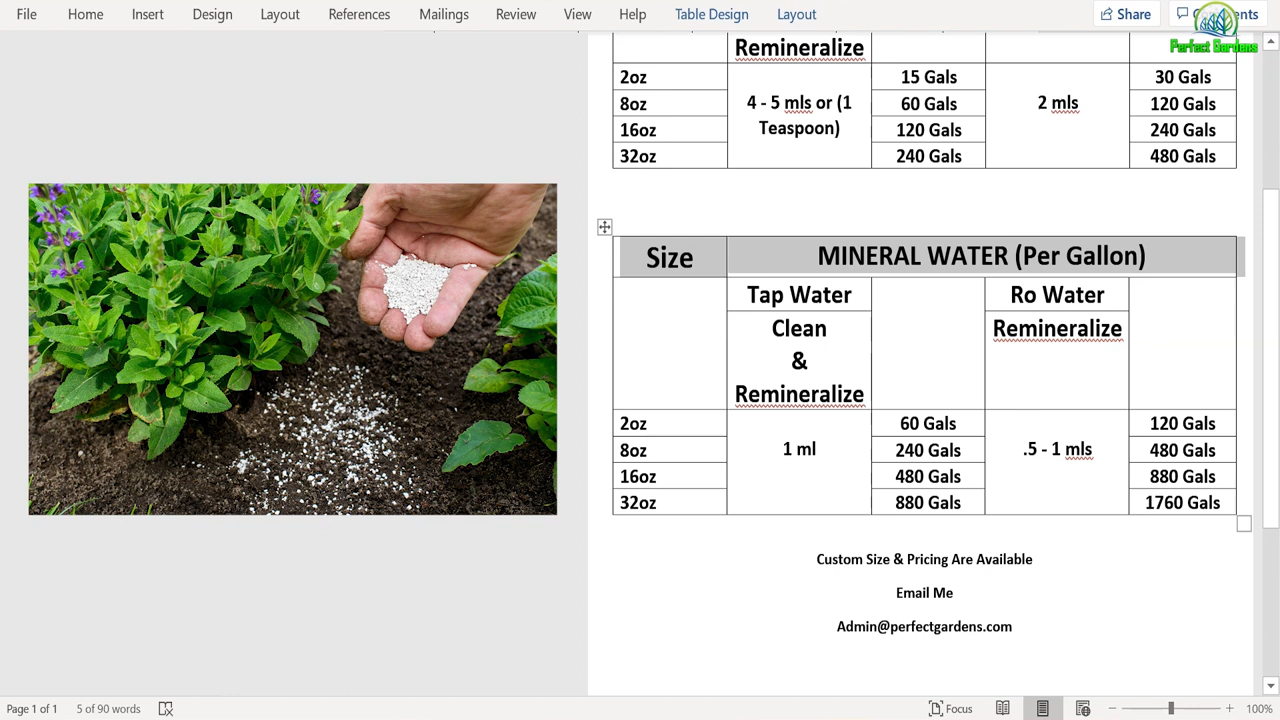 File Home Insert Design Layout References Mailings Review View Help Table Design Layout Share
Perfect Gardens
Remineralize
2oz 15 Gals 30 Gals
8oz 4 - 5 mls or (1 60 Gals 2 mls 120 Gals
16oz Teaspoon) 120 Gals 240 Gals
32oz 240 Gals 480 Gals
Size MINERAL WATER (Per Gallon)
Tap Water Ro Water
Clean Remineralize
&
Remineralize
2oz 60 Gals 120 Gals
8oz 1 ml 240 Gals .5 - 1 mls 480 Gals
16oz 480 Gals 880 Gals
32oz 880 Gals 1760 Gals
Custom Size & Pricing Are Available
Email Me
Admin@perfectgardens.com
Page 1 of 1 5 of 90 words Focus 100%